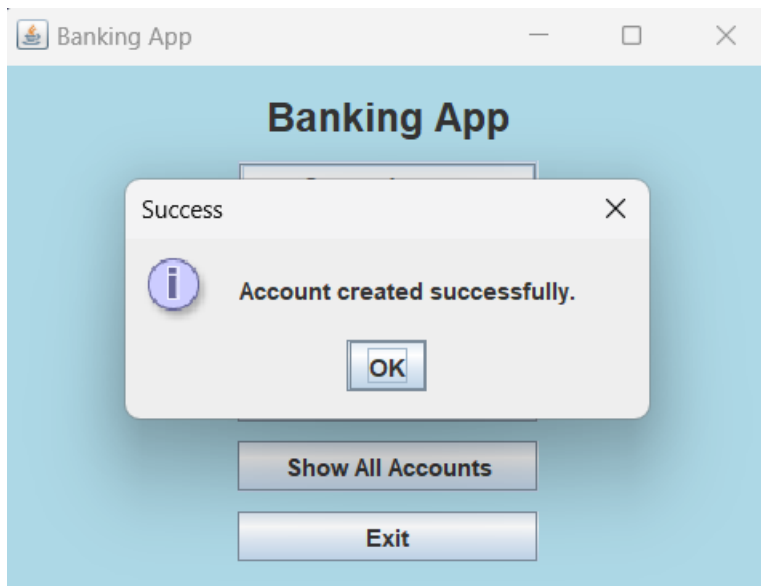 Banking App
Banking App
Success
Account created successfully.
OK
Show All Accounts
Exit